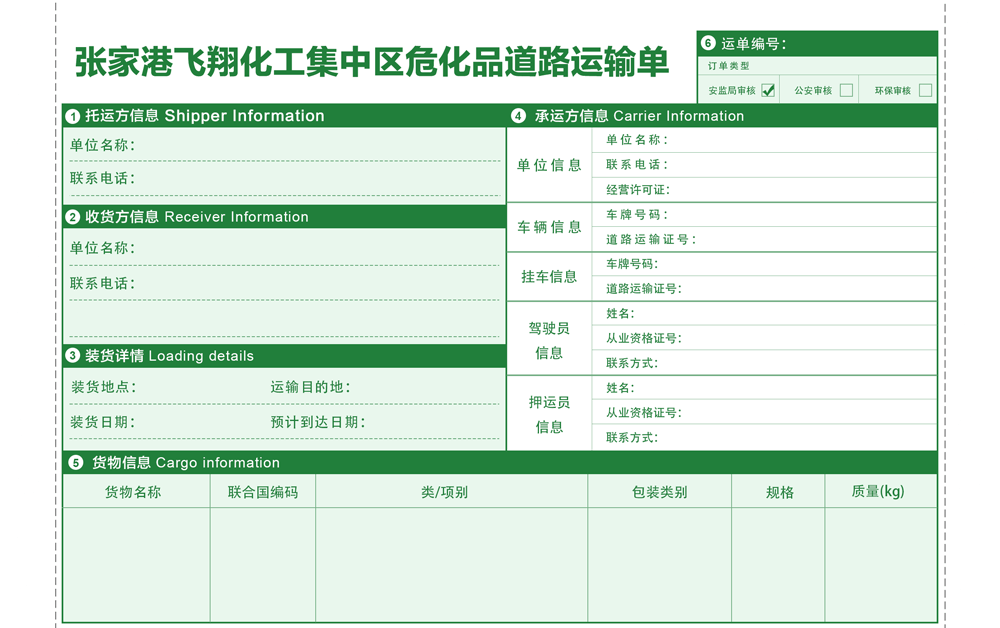 张家港飞翔化工集中区危化品道路运输单
6 运单编号：
订单类型
安监局审核 公安审核 环保审核
1 托运方信息 Shipper Information
单位名称：
联系电话：
2 收货方信息 Receiver Information
单位名称：
联系电话：
3 装货详情 Loading details
装货地点： 运输目的地：
装货日期： 预计到达日期：
4 承运方信息 Carrier Information
单位信息
单位名称：
联系电话：
经营许可证：
车辆信息
车牌号码：
道路运输证号：
挂车信息
车牌号码：
道路运输证号：
驾驶员
信息
姓名：
从业资格证号：
联系方式：
押运员
信息
姓名：
从业资格证号：
联系方式：
5 货物信息 Cargo information
货物名称 联合国编码 类/项别 包装类别 规格 质量(kg)